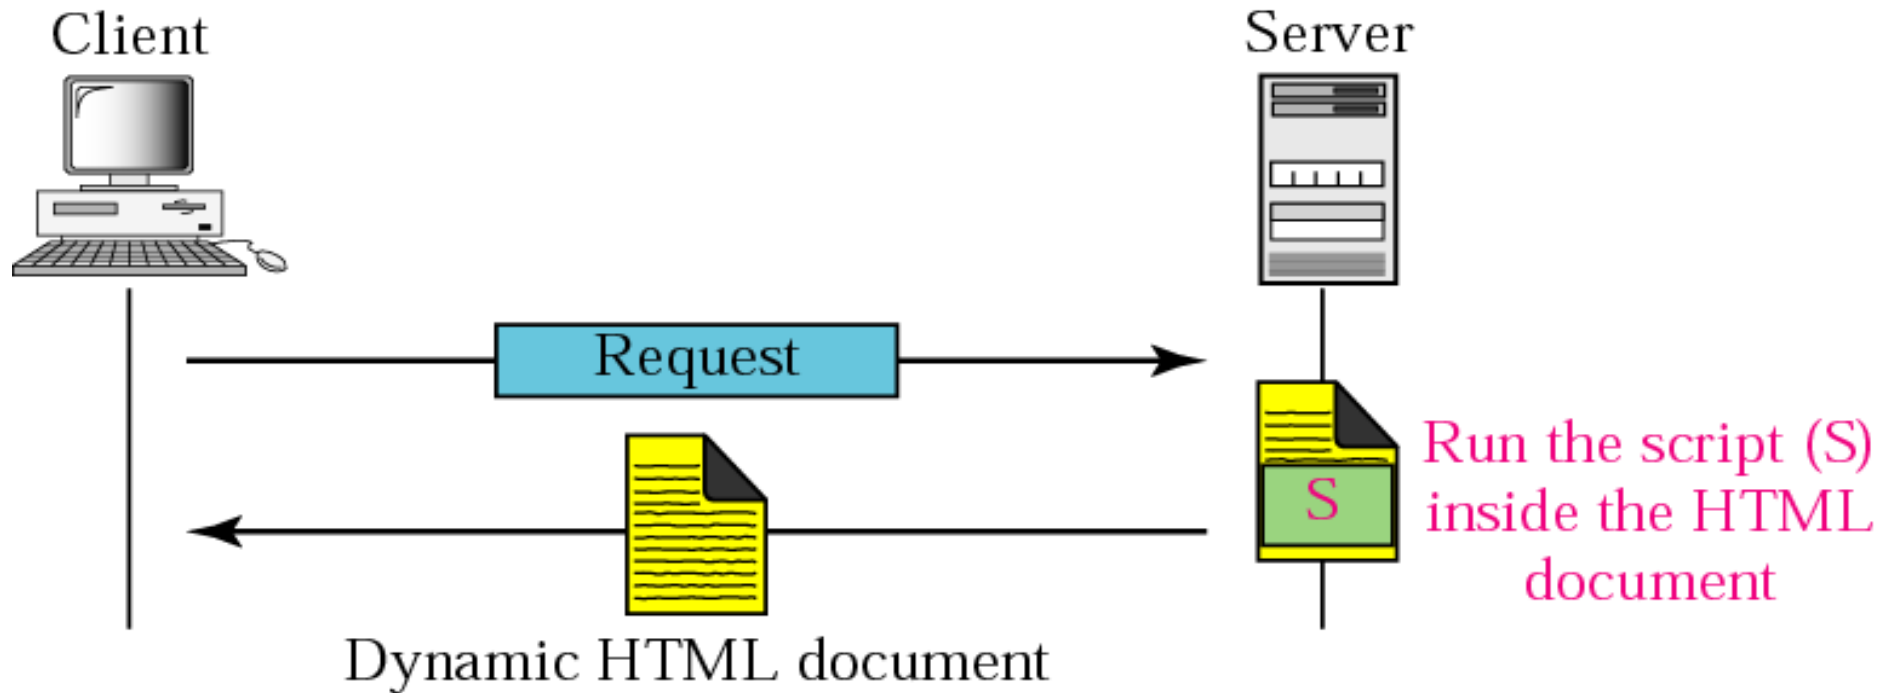 Client
Server
Request
S
Run the script (S)
inside the HTML
document
Dynamic HTML document